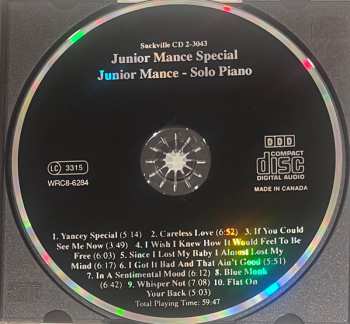 Sackville CD 2-3043
Junior Mance Special
Junior Mance - Solo Piano
DDD
COMPACT
disc
DIGITAL AUDIO
LC 3315
WRC8-6284
MADE IN CANADA
1. Yancey Special (5:14) 2. Careless Love (6:52) 3. If You Could
See Me Now (3:49) 4. I Wish I Knew How It Would Feel To Be
Free (6:03) 5. Since I Lost My Baby I Almost Lost My
Mind (6:17) 6. I Got It Bad And That Ain't Good (5:51)
7. In A Sentimental Mood (6:12) 8. Blue Monk
(6:42) 9. Whisper Not (7:08) 10. Flat On
Your Back (5:03)
Total Playing Time: 59:47